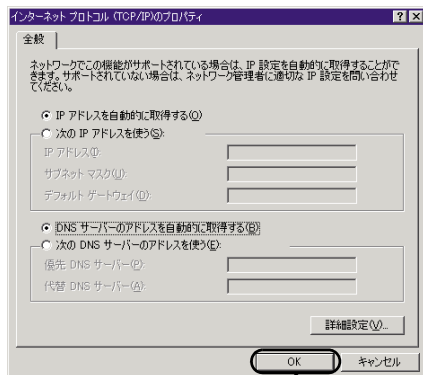 インターネット プロトコル (TCP/IP)のプロパティ
全般
ネットワークでこの機能がサポートされている場合は、IP 設定を自動的に取得することがで
きます。サポートされていない場合は、ネットワーク管理者に適切な IP 設定を問い合わせ
てください。
IP アドレスを自動的に取得する(O)
次の IP アドレスを使う(S):
IP アドレス(I):
サブネット マスク(U):
デフォルト ゲートウェイ(D):
DNS サーバーのアドレスを自動的に取得する(B)
次の DNS サーバーのアドレスを使う(E):
優先 DNS サーバー(P):
代替 DNS サーバー(A):
詳細設定(V)...
OK
キャンセル